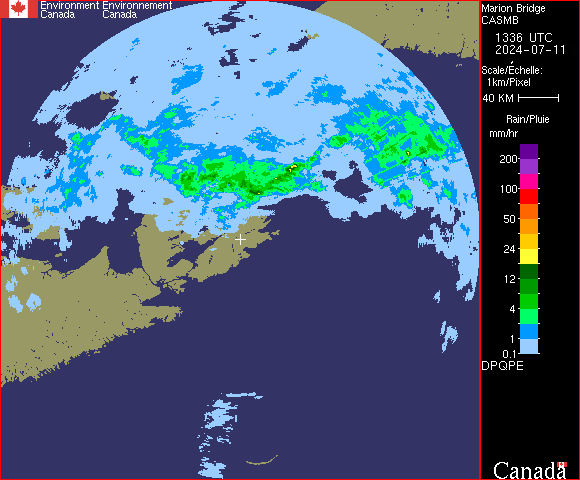 Environment Environnement
Canada Canada
Marion Bridge
CASMB
1336 UTC
2024-07-11
Scale/Échelle:
1km/Pixel
40 KM
Rain/Pluie
mm/hr
200
100
50
24
12
4
1
0.1
DPQPE
Canada